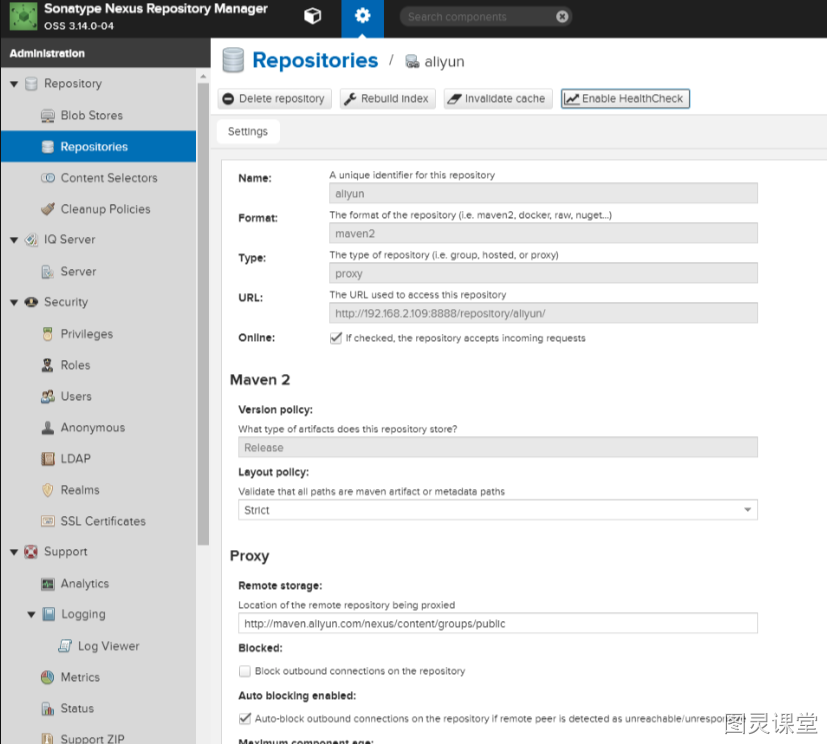 Sonatype Nexus Repository Manager
OSS 3.14.0-04
Search components
Administration
Repository
Blob Stores
Repositories
Content Selectors
Cleanup Policies
IQ Server
Server
Security
Privileges
Roles
Users
Anonymous
LDAP
Realms
SSL Certificates
Support
Analytics
Logging
Log Viewer
Metrics
Status
Support ZIP
Repositories / aliyun
Delete repository Rebuild index Invalidate cache Enable HealthCheck
Settings
Name: A unique identifier for this repository
aliyun
Format: The format of the repository (i.e. maven2, docker, raw, nuget...)
maven2
Type: The type of repository (i.e. group, hosted, or proxy)
proxy
URL: The URL used to access this repository
http://192.168.2.109:8888/repository/aliyun/
Online: If checked, the repository accepts incoming requests
Maven 2
Version policy:
What type of artifacts does this repository store?
Release
Layout policy:
Validate that all paths are maven artifact or metadata paths
Strict
Proxy
Remote storage:
Location of the remote repository being proxied
http://maven.aliyun.com/nexus/content/groups/public
Blocked:
Block outbound connections on the repository
Auto blocking enabled:
Auto-block outbound connections on the repository if remote peer is detected as unreachable/unrespon
图灵课堂
Maximum component age: